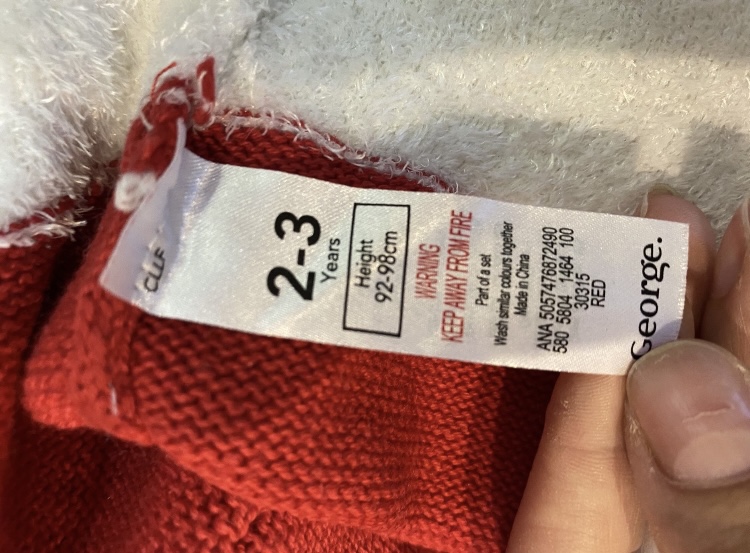 2-3
Years
Height
92-98cm
WARNING
KEEP AWAY FROM FIRE
Part of a set
Wash similar colours together
Made in China
ANA 5057476872490
580 5804 1464 100
30315
RED
George.